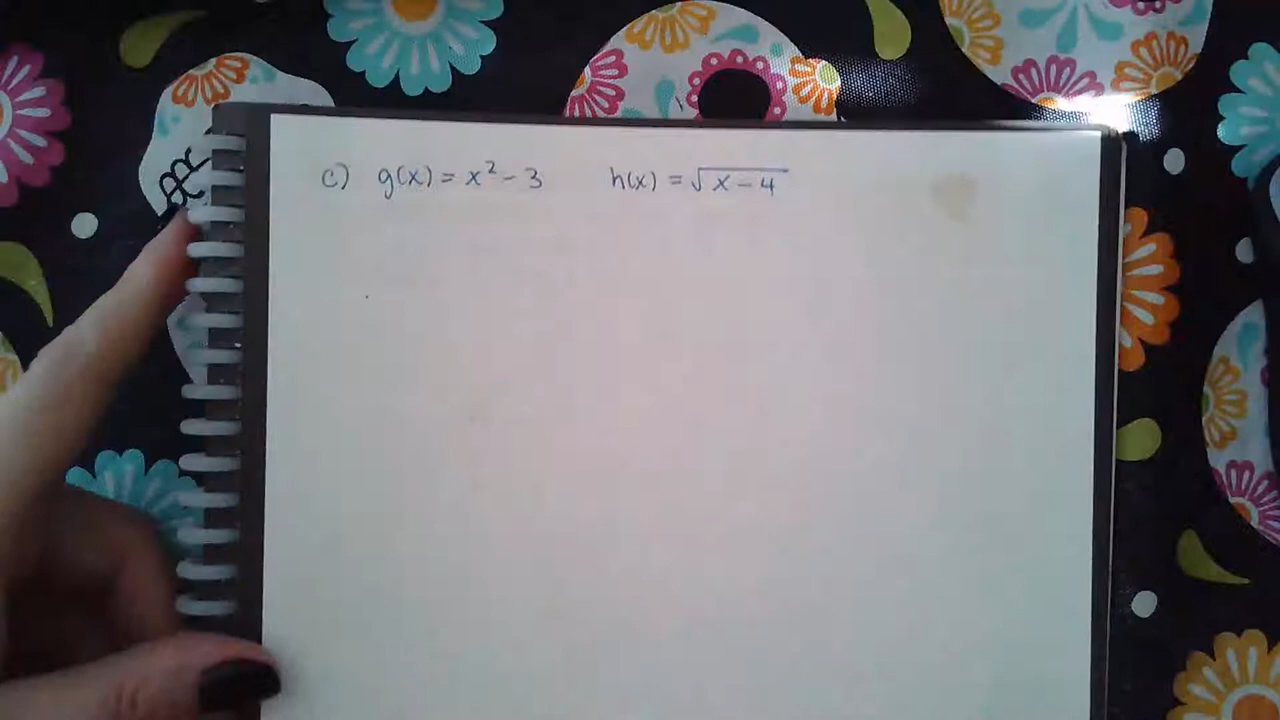 c) g(x) = x² - 3 h(x) = √(x - 4)